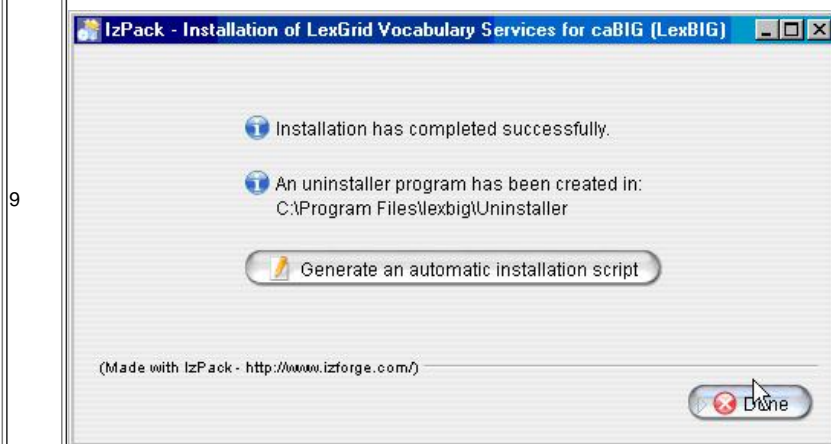 IzPack - Installation of LexGrid Vocabulary Services for caBIG (LexBIG)
Installation has completed successfully.
An uninstaller program has been created in:
C:\Program Files\lexbig\Uninstaller
9
Generate an automatic installation script
(Made with IzPack - http://www.izforge.com/)
Done